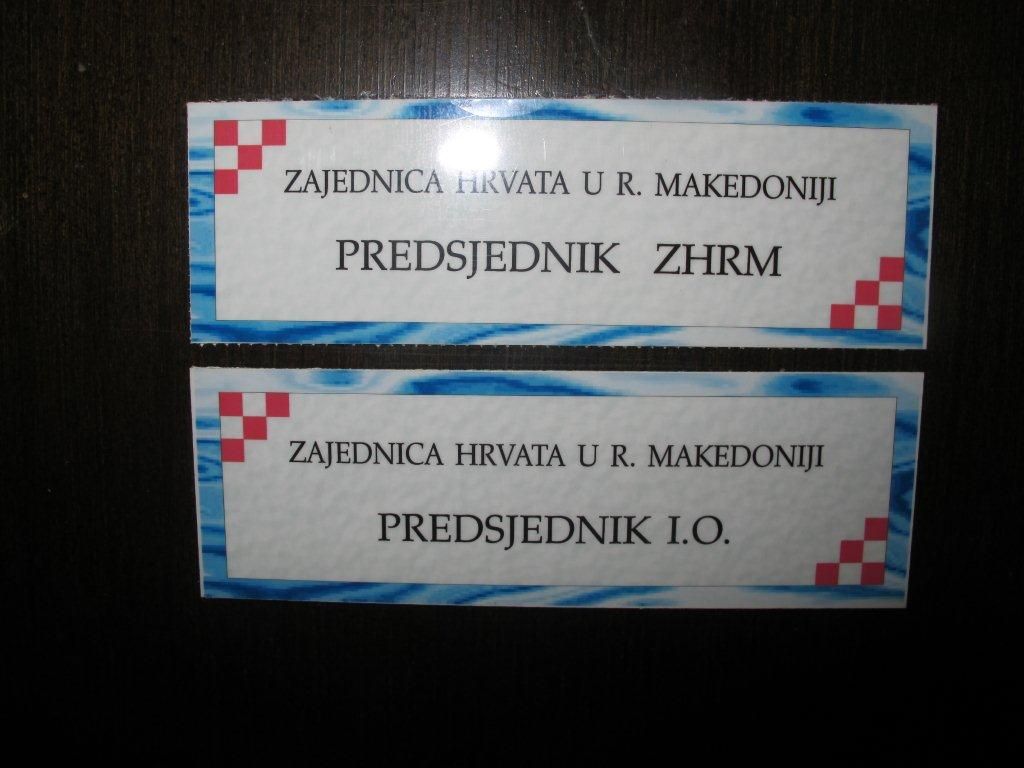 ZAJEDNICA HRVATA U R. MAKEDONIJI
PREDSJEDNIK ZHRM
ZAJEDNICA HRVATA U R. MAKEDONIJI
PREDSJEDNIK I.O.